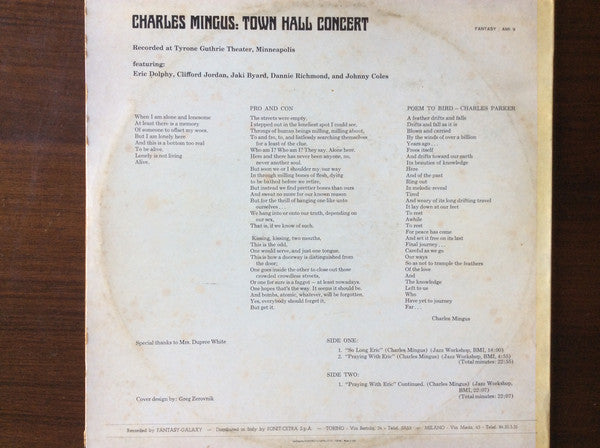 CHARLES MINGUS: TOWN HALL CONCERT
FANTASY AMR 9
Recorded at Tyrone Guthrie Theater, Minneapolis
featuring:
Eric Dolphy, Clifford Jordan, Jaki Byard, Dannie Richmond, and Johnny Coles
When I am alone and lonesome
At least there is a memory
Of someone to offset my woes.
But I am lonely here
And this is a bottom too real
To be alive.
Lonely is not living
Alive.
PRO AND CON
The streets were empty.
I stepped out in the loneliest spot I could see,
Throngs of human beings milling, milling about,
To and fro, to, and listlessly searching themselves
for a least of the clue.
Who am I? Who am I? They say. Alone here.
Here and there has never been anyone, no,
never another soul.
But soon we or I shoulder my our way
In through milling bones of flesh, dying
to be birthed before we retire,
But instead we find prettier bones than ours
And sweat no more for our known reason
But for the thrill of hanging one like unto
ourselves . . .
We hang into or onto our truth, depending on
our sex,
That is, if we know of such.
Kissing, kissing, two mouths,
This is the odd,
One would serve, and just one tongue.
This is how a doorway is distinguished from
the door;
One goes inside the other to close out those
crowded crowdless streets,
Or one for sure is a faggot — at least nowadays.
One hopes that's the way. It seems it should be.
And bombs, atomic, whatever, will be forgotten.
Yes, everybody should forget it,
But get it.
POEM TO BIRD — CHARLES PARKER
A feather drifts and falls
Drifts and falls as it is
Blown and carried
By the winds of over a billion
Years ago
Frees itself
And drifts toward our earth
Its beauties of knowledge
Here
And of the past
Ring out
In melodic reveal
Tired
And weary of its long drifting travel
It lay down at our feet
To rest
Awhile
To rest
For peace has come
And set it free on its last
Final journey . . .
Careful as we go
Our ways
So as not to trample the feathers
Of the love
And
The knowledge
Left to us
Who
Have yet to journey
Far . . .
Charles Mingus
Special thanks to Mrs. Dupree White
Cover design by: Greg Zerovnik
SIDE ONE:
1. "So Long Eric" (Charles Mingus) (Jazz Workshop, BMI, 18:00)
2. "Praying With Eric" (Charles Mingus) (Jazz Workshop, BMI, 4:55)
(Total minutes: 22:55)
SIDE TWO:
1. "Praying With Eric" Continued. (Charles Mingus) (Jazz Workshop,
BMI, 22:07)
(Total minutes: 22:07)
Recorded by FANTASY-GALAXY — Distributed in Italy by FONIT-CETRA S.p.A. — TORINO - Via Bertola, 34 - Telef. — MILANO - Via Meda, 45 - Tel.